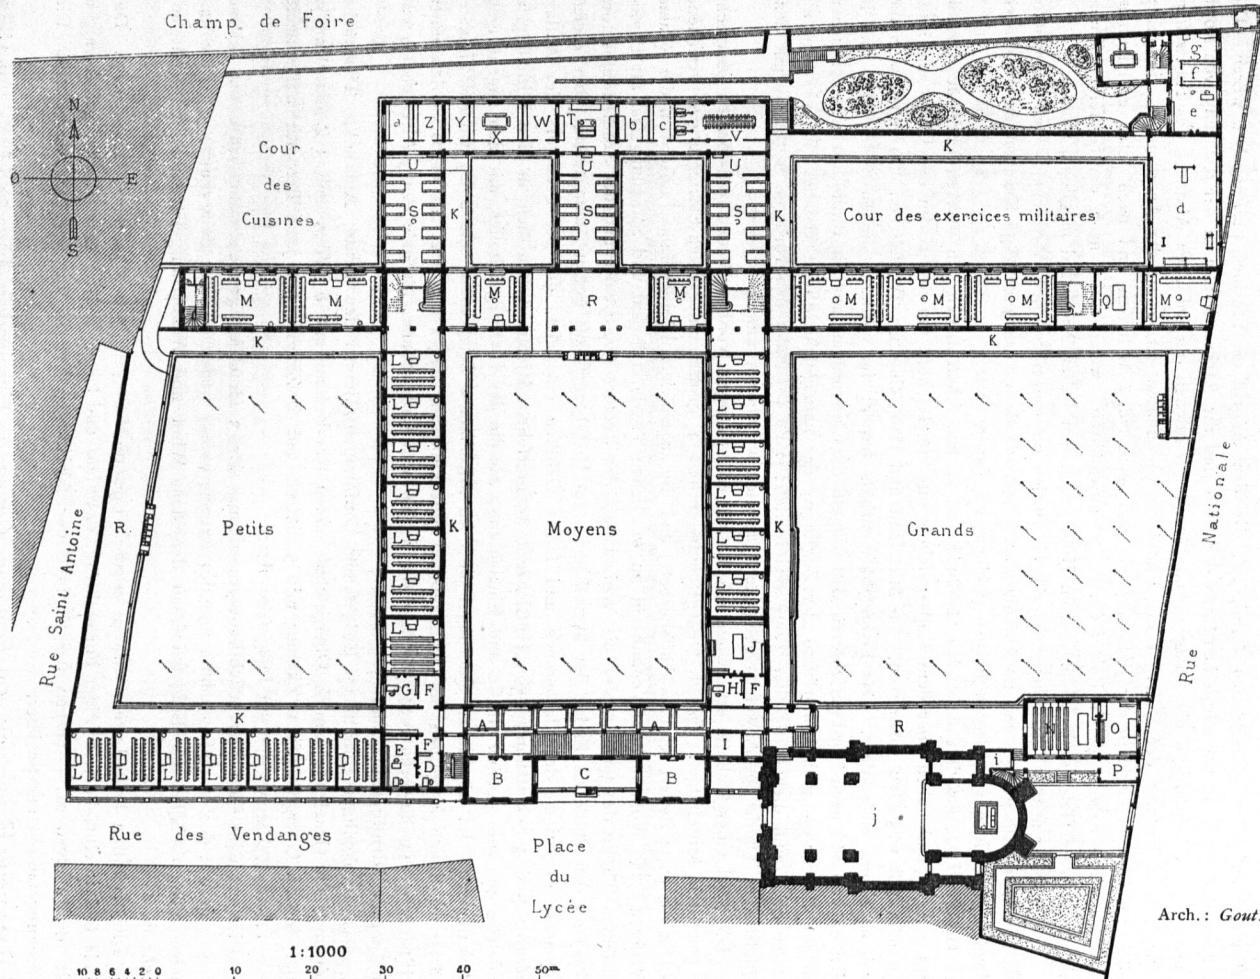 Champ de Foire
N
O E
S
Cour
des
Cuisines
a Z Y X W T b c V
g
f
e
K
U U U
S K S K S
Cour des exercices militaires
d
I
M M M R M M M M Q M
K K
L L
L L
L L
L L
L L
L L
L J
R
Petits
K
Moyens
K
Grands
Rue Saint Antoine
Rue Nationale
G F H F
K
A A
R
N O
L L L L L L L
E F
D
I
i
P
B C B
j
Rue des Vendanges
Place
du
Lycée
Arch.: Gout.
1:1000
10 8 6 4 2 0 10 20 30 40 50m